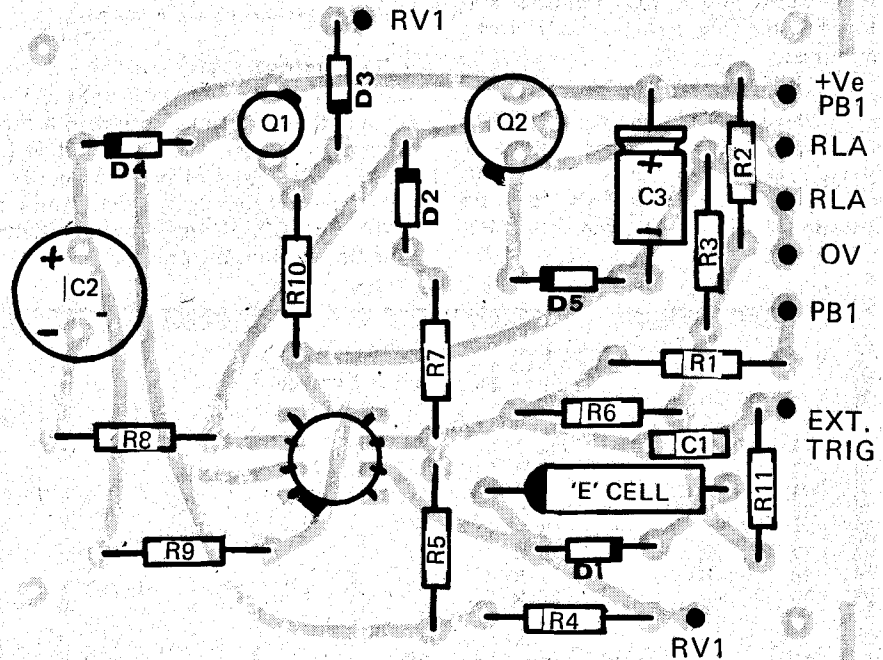 RV1
+Ve
PB1
D3
Q1
Q2
RLA
D4
R2
C3
+
−
D2
RLA
R3
OV
+
C2
−
R10
D5
PB1
R7
R1
R6
EXT.
TRIG
R8
C1
'E' CELL
R11
R5
R9
D1
R4
RV1